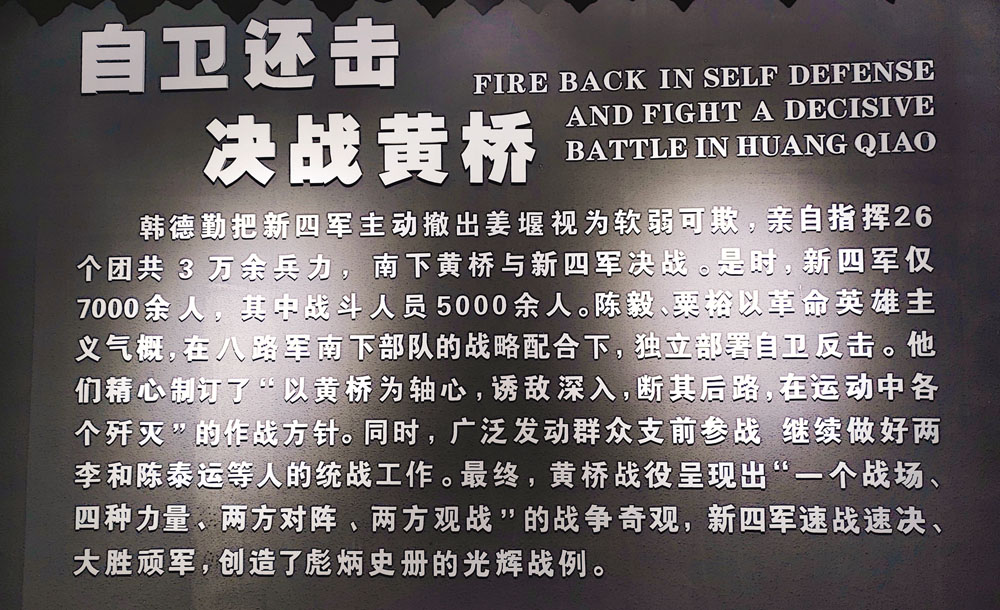 自卫还击
决战黄桥
FIRE BACK IN SELF DEFENSE
AND FIGHT A DECISIVE
BATTLE IN HUANG QIAO
韩德勤把新四军主动撤出姜堰视为软弱可欺，亲自指挥26
个团共3万余兵力，南下黄桥与新四军决战。是时，新四军仅
7000余人，其中战斗人员5000余人。陈毅、粟裕以革命英雄主
义气概，在八路军南下部队的战略配合下，独立部署自卫反击。他
们精心制订了“以黄桥为轴心，诱敌深入，断其后路，在运动中各
个歼灭”的作战方针。同时，广泛发动群众支前参战 继续做好两
李和陈泰运等人的统战工作。最终，黄桥战役呈现出“一个战场、
四种力量、两方对阵、两方观战”的战争奇观，新四军速战速决、
大胜顽军，创造了彪炳史册的光辉战例。